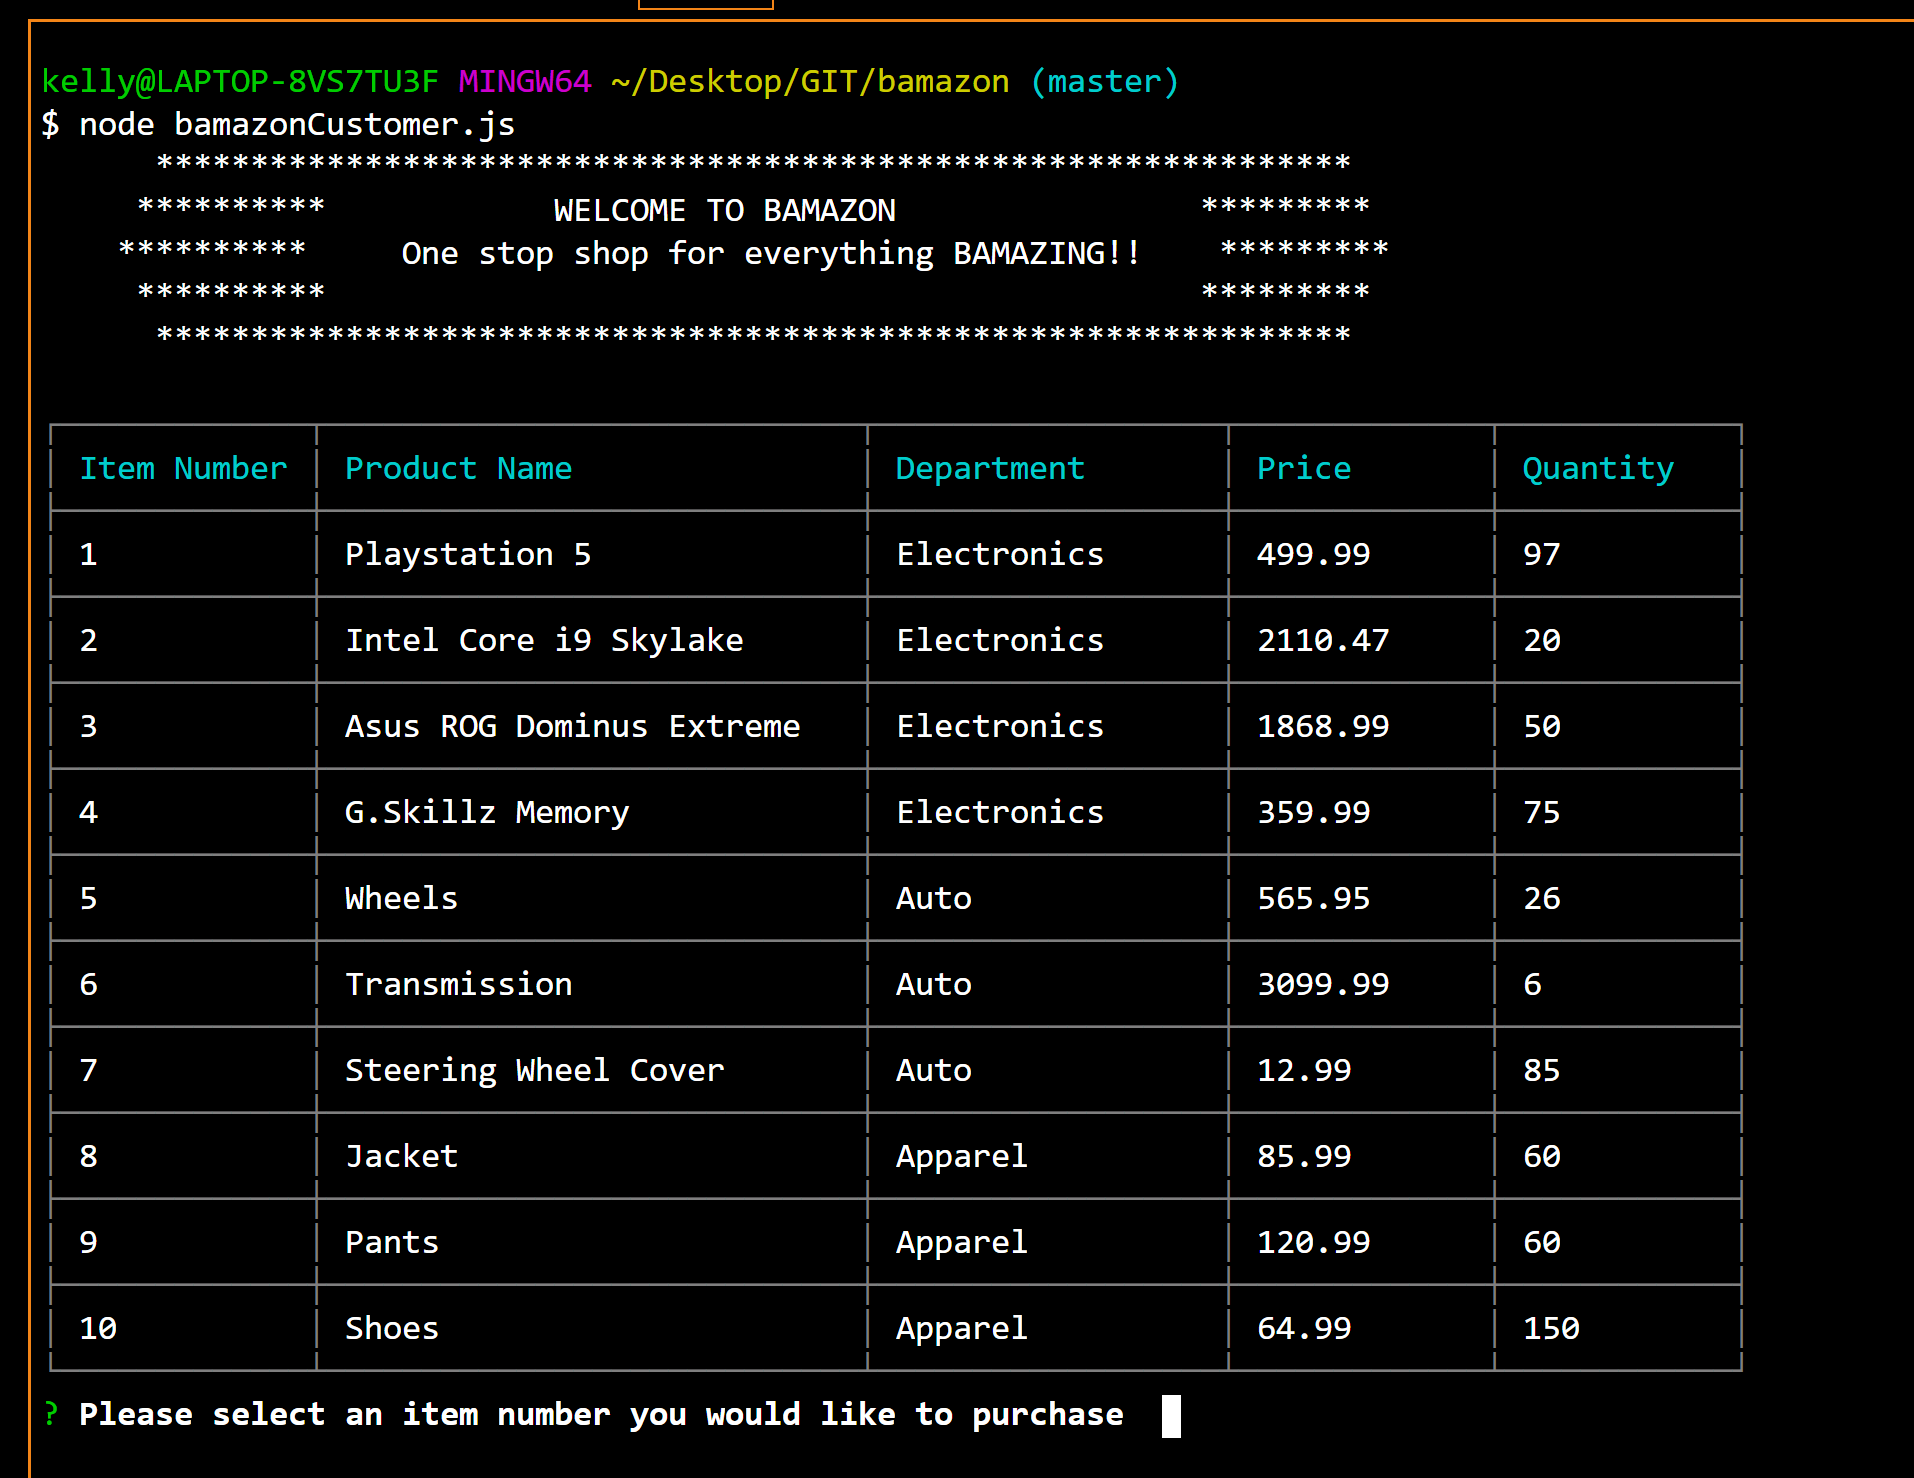 kelly@LAPTOP-8VS7TU3F MINGW64 ~/Desktop/GIT/bamazon (master)
$ node bamazonCustomer.js
***************************************************************
********** WELCOME TO BAMAZON *********
********** One stop shop for everything BAMAZING!! *********
********** *********
***************************************************************
Item Number Product Name Department Price Quantity
1 Playstation 5 Electronics 499.99 97
2 Intel Core i9 Skylake Electronics 2110.47 20
3 Asus ROG Dominus Extreme Electronics 1868.99 50
4 G.Skillz Memory Electronics 359.99 75
5 Wheels Auto 565.95 26
6 Transmission Auto 3099.99 6
7 Steering Wheel Cover Auto 12.99 85
8 Jacket Apparel 85.99 60
9 Pants Apparel 120.99 60
10 Shoes Apparel 64.99 150
? Please select an item number you would like to purchase